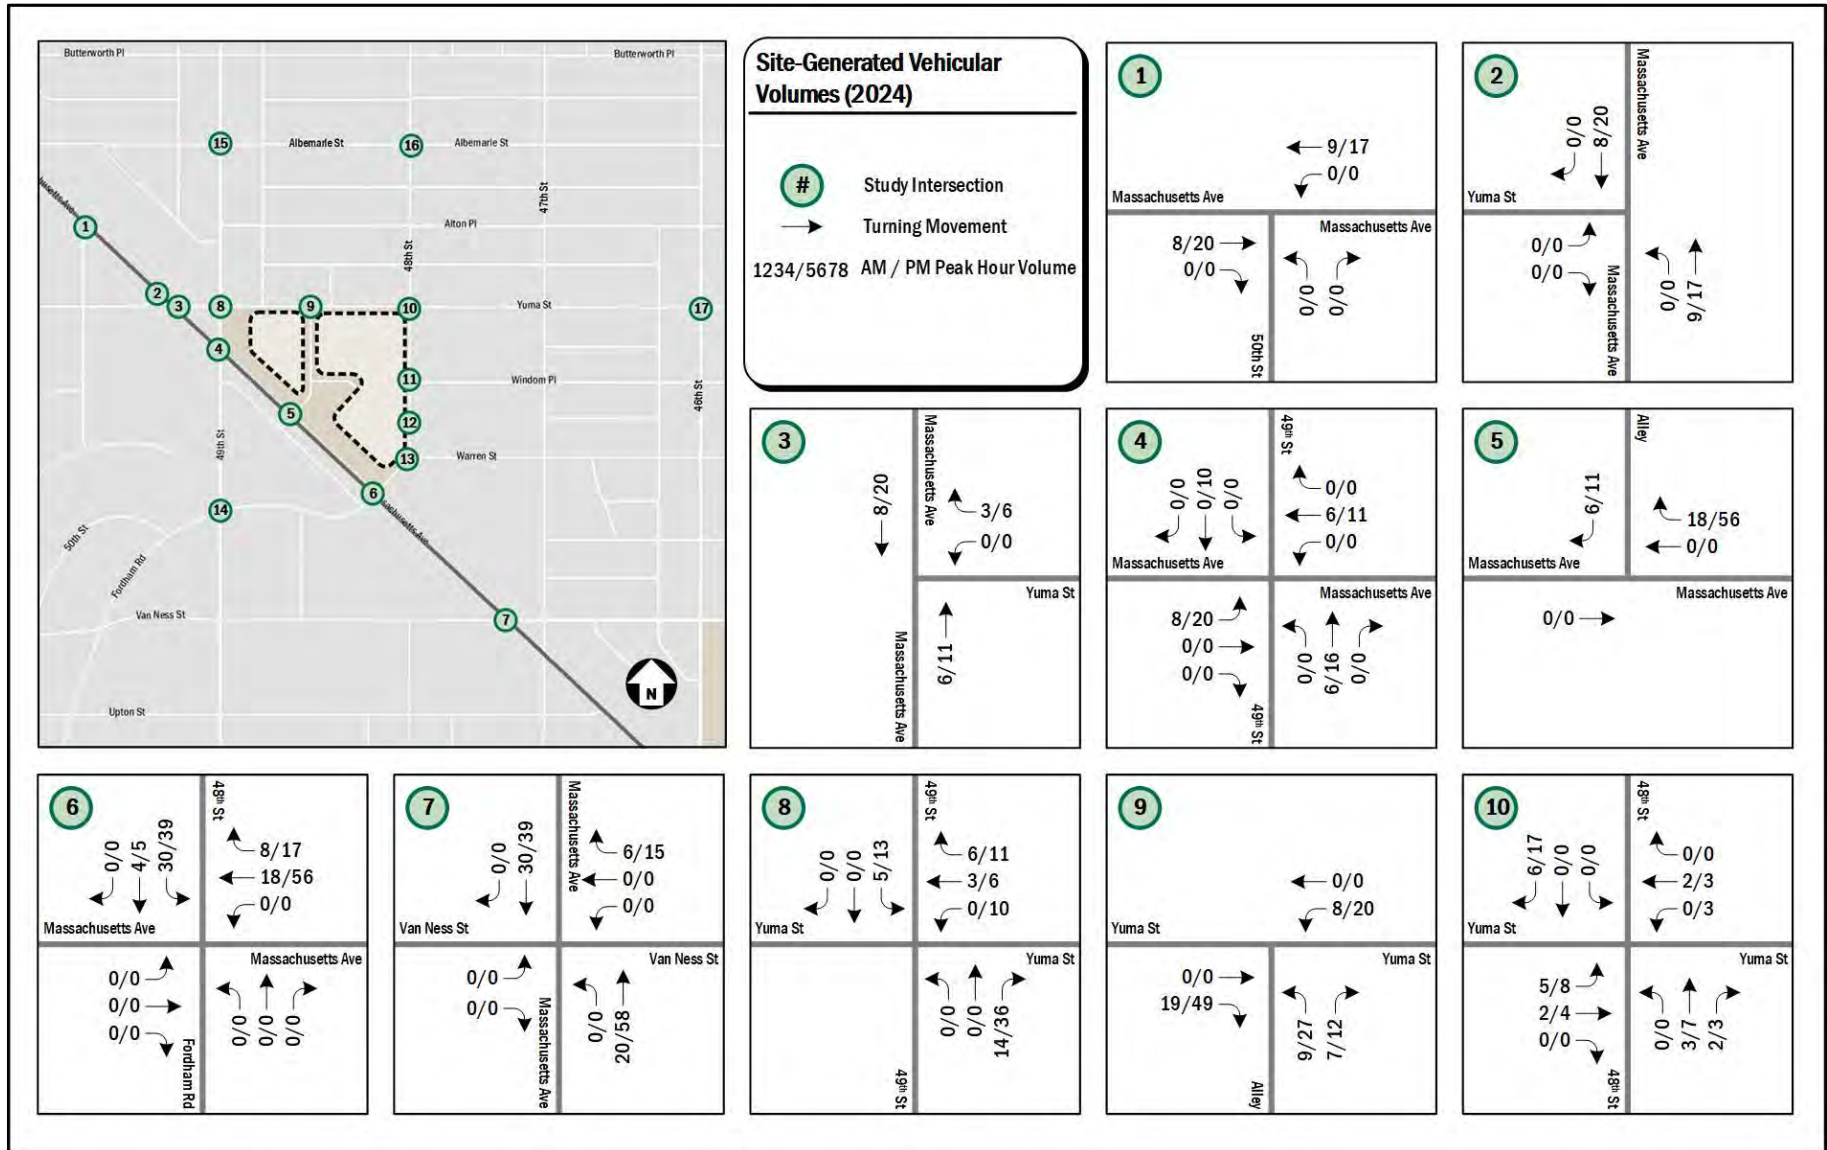 Butterworth Pl
Butterworth Pl
15
Albemarle St
16
Albemarle St
47th St
1
Alton Pl
48th St
2
3
8
9
10
Yuma St
17
4
11
Windom Pl
46th St
5
12
49th St
13
Warren St
6
14
50th St
Fordham Rd
Van Ness St
7
N
Upton St
Site-Generated Vehicular
Volumes (2024)
# Study Intersection
Turning Movement
1234/5678 AM / PM Peak Hour Volume
1
9/17
0/0
Massachusetts Ave
Massachusetts Ave
8/20
0/0
0/0
0/0
50th St
2
0/0
8/20
Massachusetts Ave
Yuma St
0/0
0/0
Massachusetts Ave
0/0
9/17
3
8/20
Massachusetts Ave
3/6
0/0
Yuma St
Massachusetts Ave
6/11
4
0/0
0/10
0/0
49th St
0/0
6/11
0/0
Massachusetts Ave
Massachusetts Ave
8/20
0/0
0/0
0/0
9/16
0/0
49th St
5
6/11
Alley
18/56
0/0
Massachusetts Ave
Massachusetts Ave
0/0
6
0/0
4/5
30/39
48th St
8/17
18/56
0/0
Massachusetts Ave
Massachusetts Ave
0/0
0/0
0/0
0/0
0/0
0/0
Fordham Rd
7
0/0
30/39
Massachusetts Ave
6/15
0/0
0/0
Van Ness St
Van Ness St
0/0
0/0
Massachusetts Ave
0/0
20/58
8
0/0
0/0
5/13
49th St
6/11
3/6
0/10
Yuma St
Yuma St
0/0
0/0
14/36
49th St
9
0/0
8/20
Yuma St
Yuma St
0/0
19/49
9/27
7/12
Alley
10
6/17
0/0
0/0
48th St
0/0
2/3
0/3
Yuma St
Yuma St
5/8
2/4
0/0
0/0
3/7
2/3
48th St